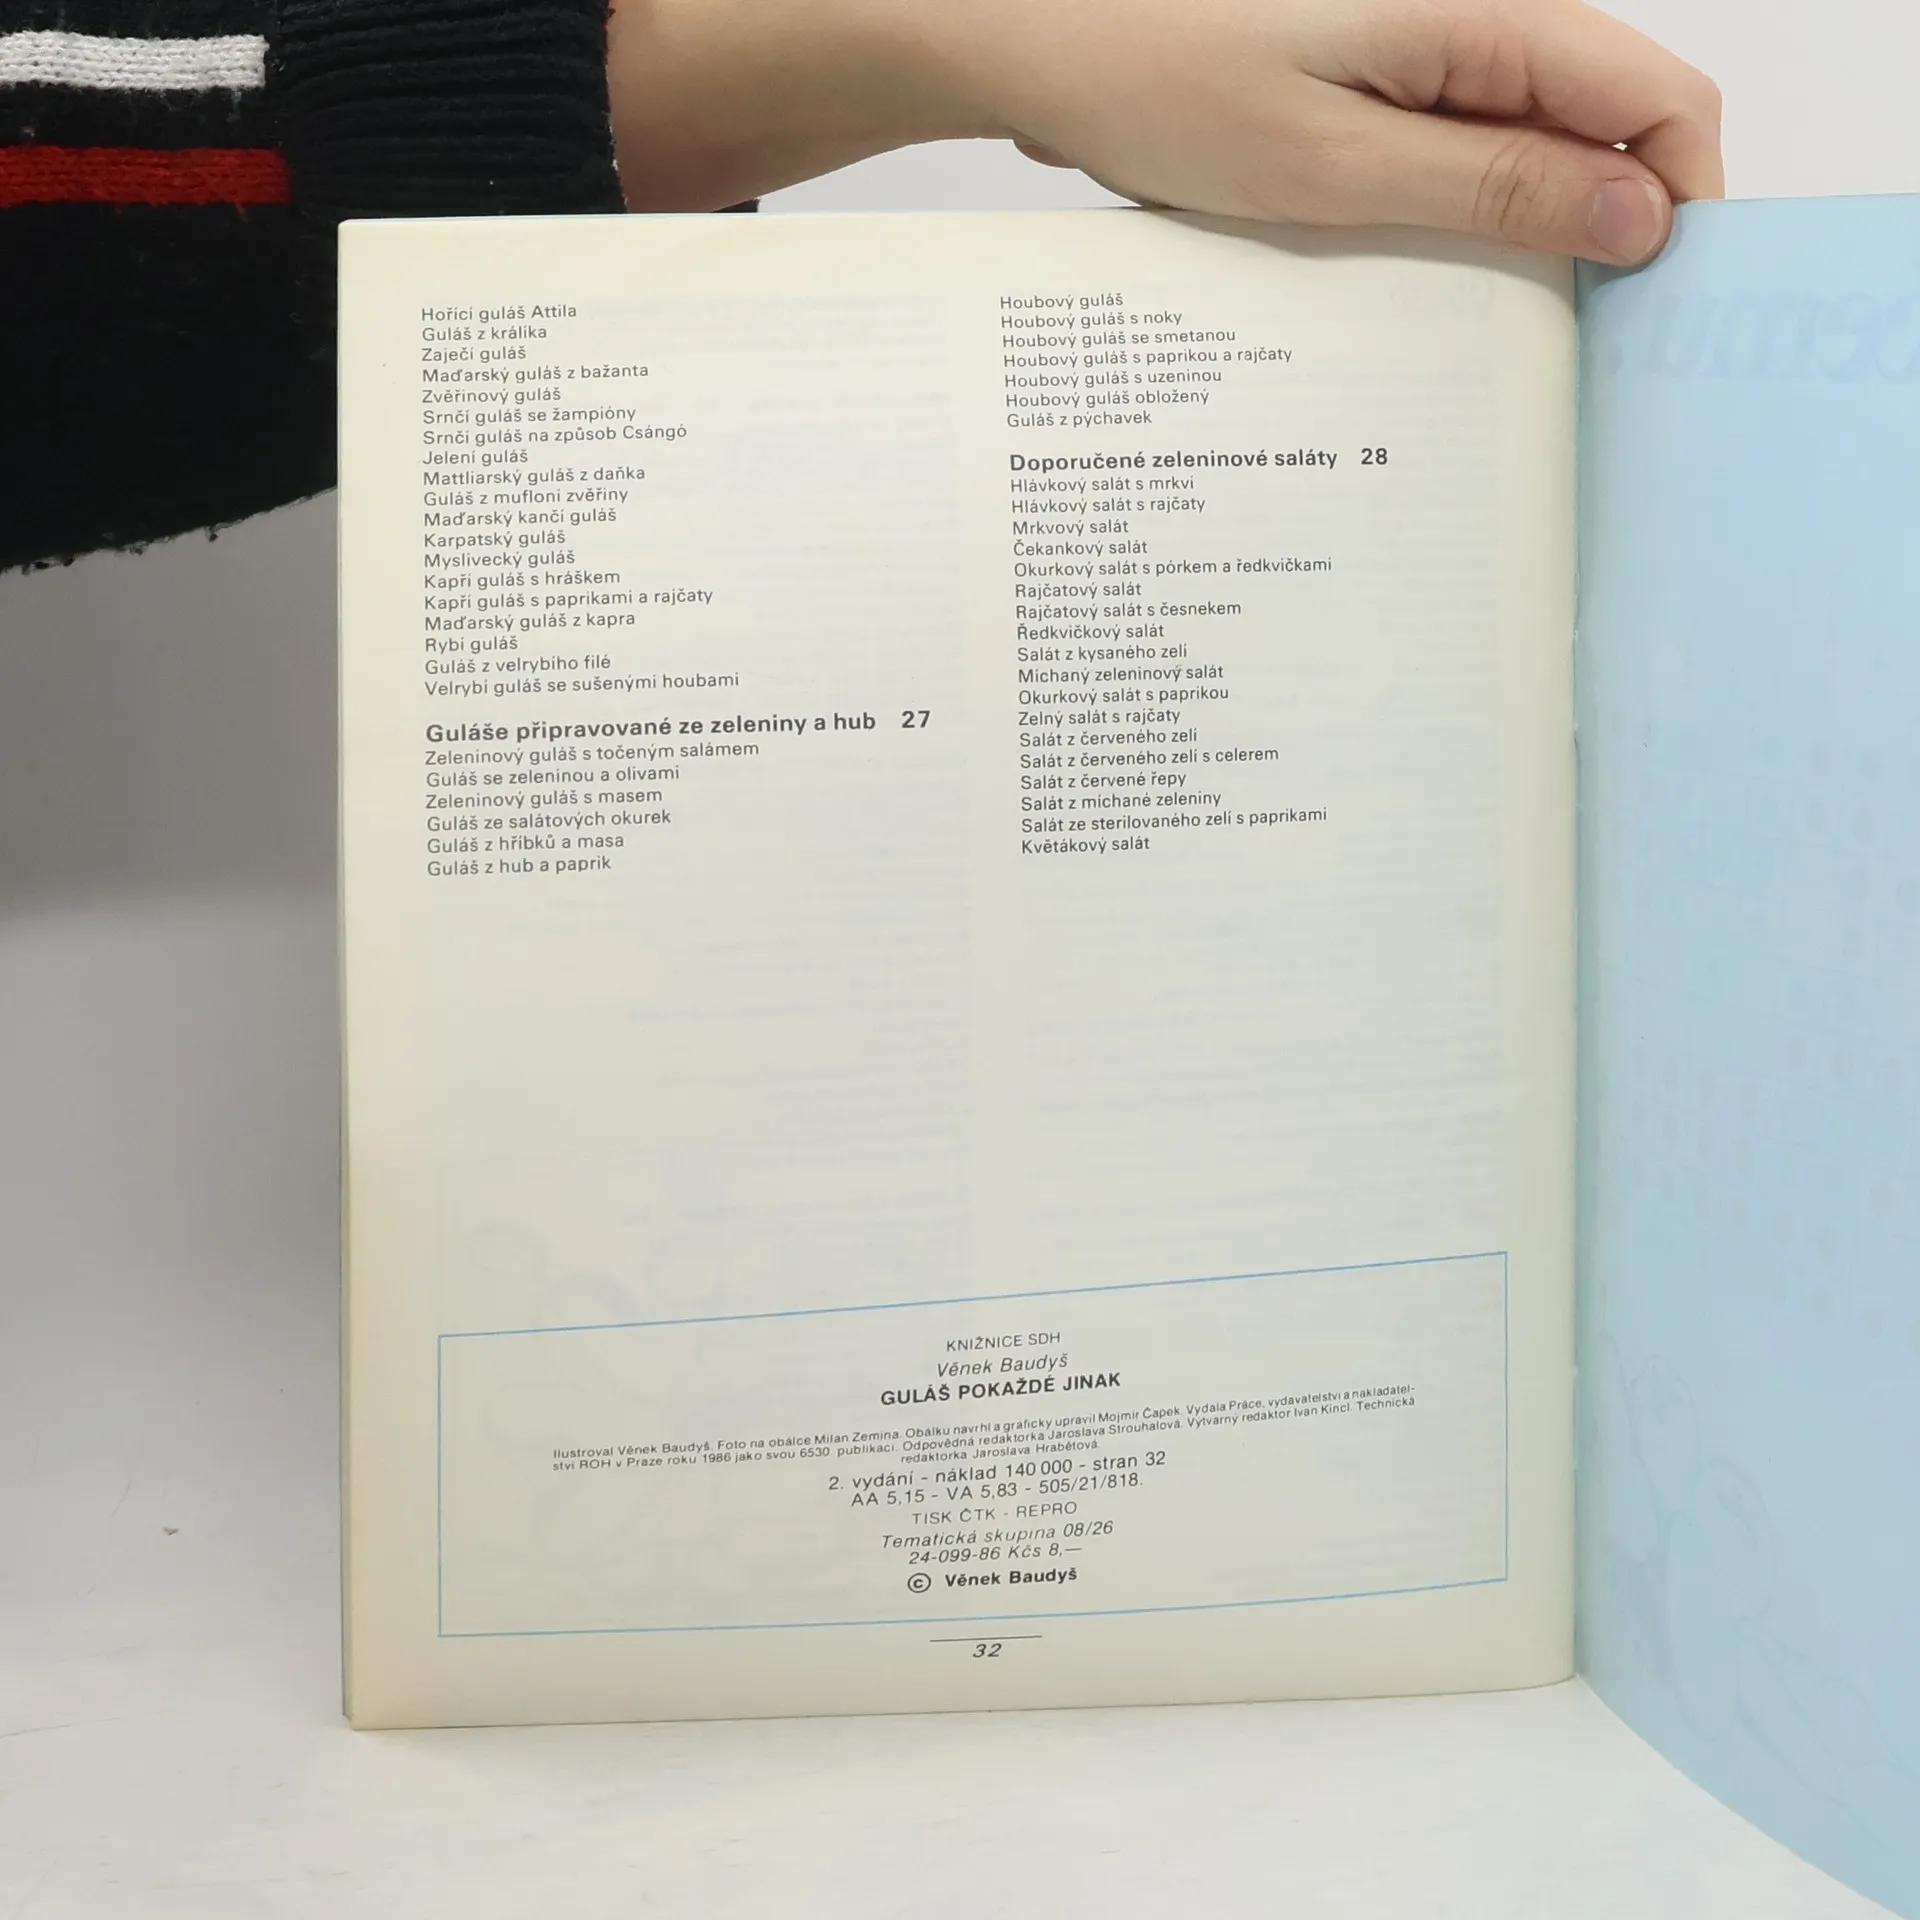 Hořící guláš Attila
Guláš z králíka
Zaječí guláš
Maďarský guláš z bažanta
Zvěřinový guláš
Srnčí guláš se žampióny
Srnčí guláš na způsob Csángó
Jelení guláš
Mattliarský guláš z daňka
Guláš z mufloní zvěřiny
Maďarský kančí guláš
Karpatský guláš
Myslivecký guláš
Kapří guláš s hráškem
Kapří guláš s paprikami a rajčaty
Maďarský guláš z kapra
Rybí guláš
Guláš z velrybího filé
Velrybí guláš se sušenými houbami
Guláše připravované ze zeleniny a hub 27
Zeleninový guláš s točeným salámem
Guláš se zeleninou a olivami
Zeleninový guláš s masem
Guláš ze salátových okurek
Guláš z hříbků a masa
Guláš z hub a paprik
Houbový guláš
Houbový guláš s noky
Houbový guláš se smetanou
Houbový guláš s paprikou a rajčaty
Houbový guláš s uzeninou
Houbový guláš obložený
Guláš z pýchavek
Doporučené zeleninové saláty 28
Hlávkový salát s mrkví
Hlávkový salát s rajčaty
Mrkvový salát
Čekankový salát
Okurkový salát s pórkem a ředkvičkami
Rajčatový salát
Rajčatový salát s česnekem
Ředkvičkový salát
Salát z kysaného zelí
Míchaný zeleninový salát
Okurkový salát s paprikou
Zelný salát s rajčaty
Salát z červeného zelí
Salát z červeného zelí s celerem
Salát z červené řepy
Salát z míchané zeleniny
Salát ze sterilovaného zelí s paprikami
Květákový salát
KNIŽNICE SDH
Věnek Baudyš
GULÁŠ POKAŽDÉ JINAK
Ilustroval Věnek Baudyš. Foto na obálce Milan Zemina. Obálku navrhl a graficky upravil Mojmír Čapek. Vydala Práce, vydavatelství a nakladatel-
ství ROH v Praze roku 1986 jako svou 6530. publikaci. Odpovědná redaktorka Jaroslava Strouhalová. Výtvarný redaktor Ivan Kincl. Technická
redaktorka Jaroslava Hrabětová.
2. vydání - náklad 140 000 - stran 32
AA 5,15 - VA 5,83 - 505/21/818.
TISK ČTK - REPRO
Tematická skupina 08/26
24-099-86 Kčs 8,—
© Věnek Baudyš
32